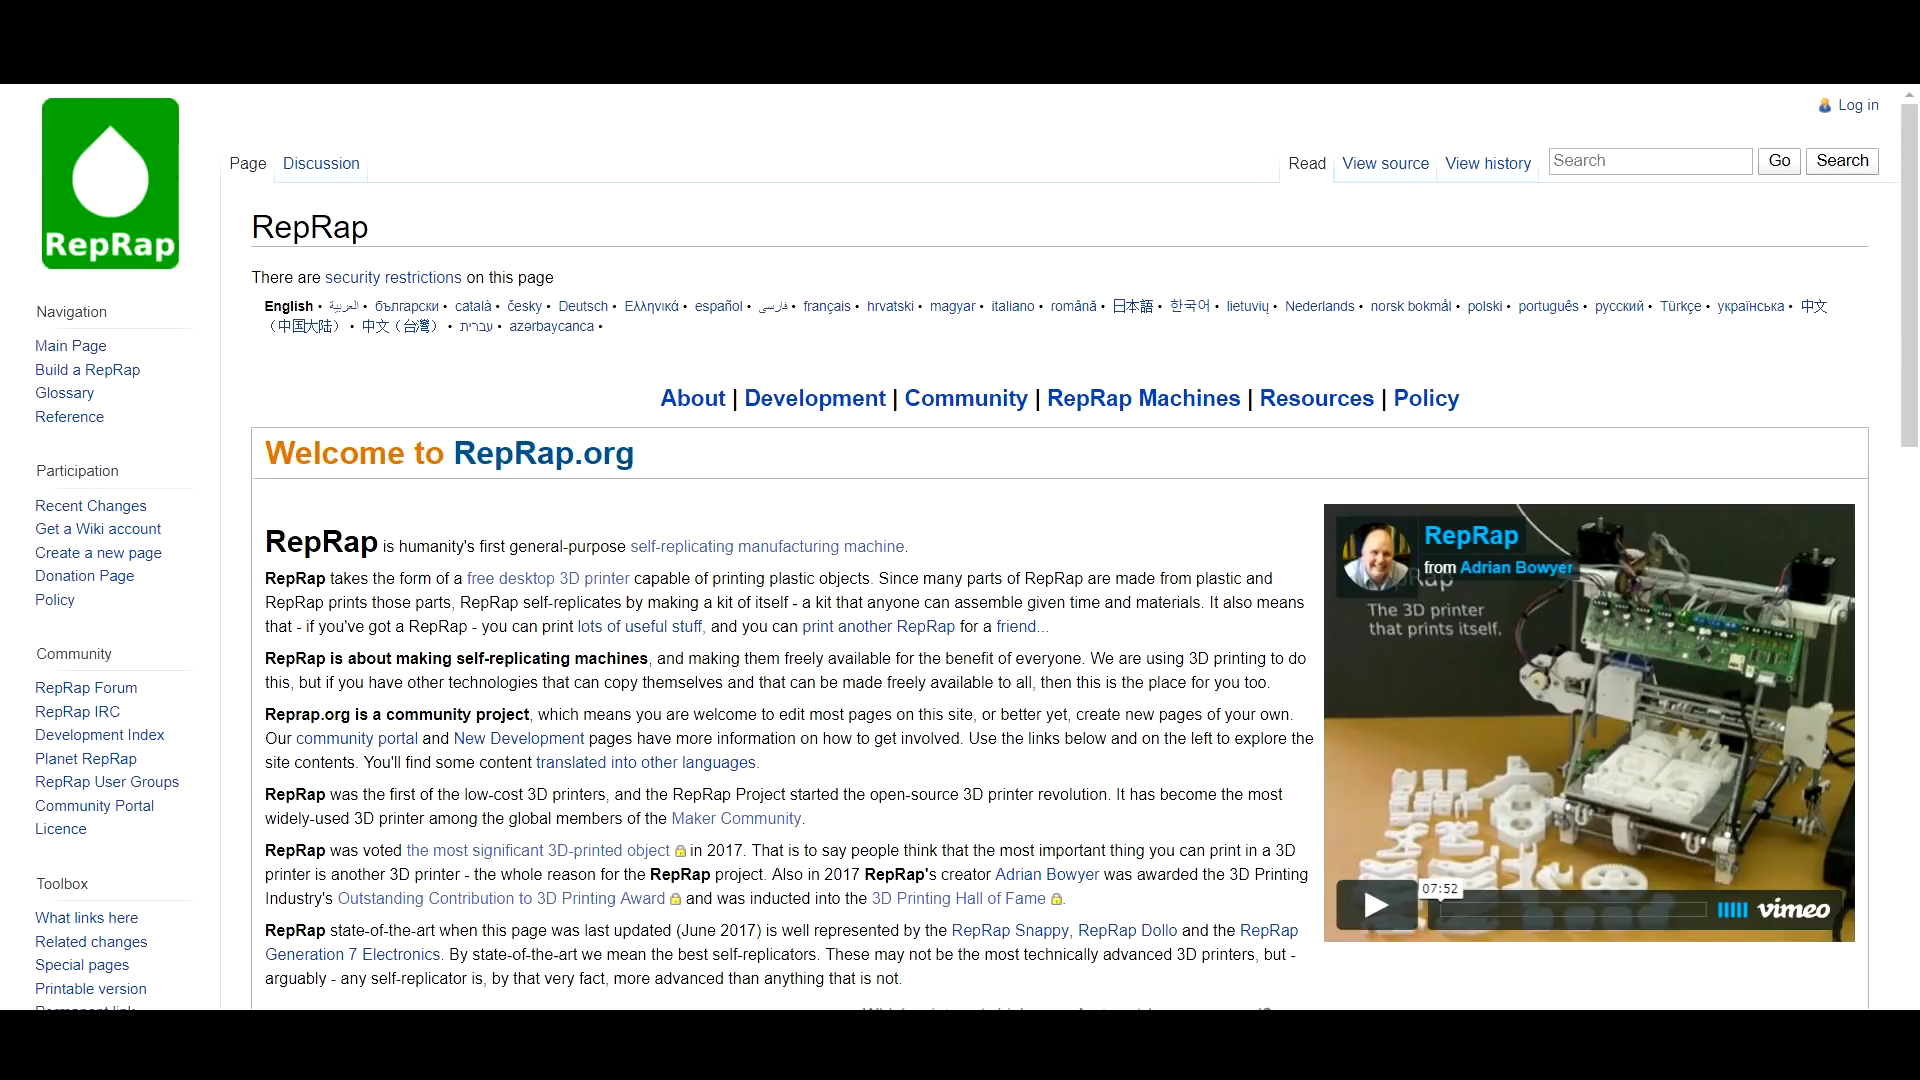 RepRap
Log in
Page
Discussion
Read
View source
View history
Search
Go
Search
RepRap
There are security restrictions on this page
English • العربية • български • català • česky • Deutsch • Ελληνικά • español • فارسی • français • hrvatski • magyar • italiano • română • 日本語 • 한국어 • lietuvių • Nederlands • norsk bokmål • polski • português • русский • Türkçe • українська • 中文
（中国大陆） • 中文（台灣） • עברית • azərbaycanca •
Navigation
Main Page
Build a RepRap
Glossary
Reference
Participation
Recent Changes
Get a Wiki account
Create a new page
Donation Page
Policy
Community
RepRap Forum
RepRap IRC
Development Index
Planet RepRap
RepRap User Groups
Community Portal
Licence
Toolbox
What links here
Related changes
Special pages
Printable version
About | Development | Community | RepRap Machines | Resources | Policy
Welcome to RepRap.org
RepRap is humanity's first general-purpose self-replicating manufacturing machine.
RepRap takes the form of a free desktop 3D printer capable of printing plastic objects. Since many parts of RepRap are made from plastic and
RepRap prints those parts, RepRap self-replicates by making a kit of itself - a kit that anyone can assemble given time and materials. It also means
that - if you've got a RepRap - you can print lots of useful stuff, and you can print another RepRap for a friend...
RepRap is about making self-replicating machines, and making them freely available for the benefit of everyone. We are using 3D printing to do
this, but if you have other technologies that can copy themselves and that can be made freely available to all, then this is the place for you too.
Reprap.org is a community project, which means you are welcome to edit most pages on this site, or better yet, create new pages of your own.
Our community portal and New Development pages have more information on how to get involved. Use the links below and on the left to explore the
site contents. You'll find some content translated into other languages.
RepRap was the first of the low-cost 3D printers, and the RepRap Project started the open-source 3D printer revolution. It has become the most
widely-used 3D printer among the global members of the Maker Community.
RepRap was voted the most significant 3D-printed object in 2017. That is to say people think that the most important thing you can print in a 3D
printer is another 3D printer - the whole reason for the RepRap project. Also in 2017 RepRap's creator Adrian Bowyer was awarded the 3D Printing
Industry's Outstanding Contribution to 3D Printing Award and was inducted into the 3D Printing Hall of Fame.
RepRap state-of-the-art when this page was last updated (June 2017) is well represented by the RepRap Snappy, RepRap Dollo and the RepRap
Generation 7 Electronics. By state-of-the-art we mean the best self-replicators. These may not be the most technically advanced 3D printers, but -
arguably - any self-replicator is, by that very fact, more advanced than anything that is not.
RepRap
from Adrian Bowyer
The 3D printer
that prints itself.
07:52
vimeo